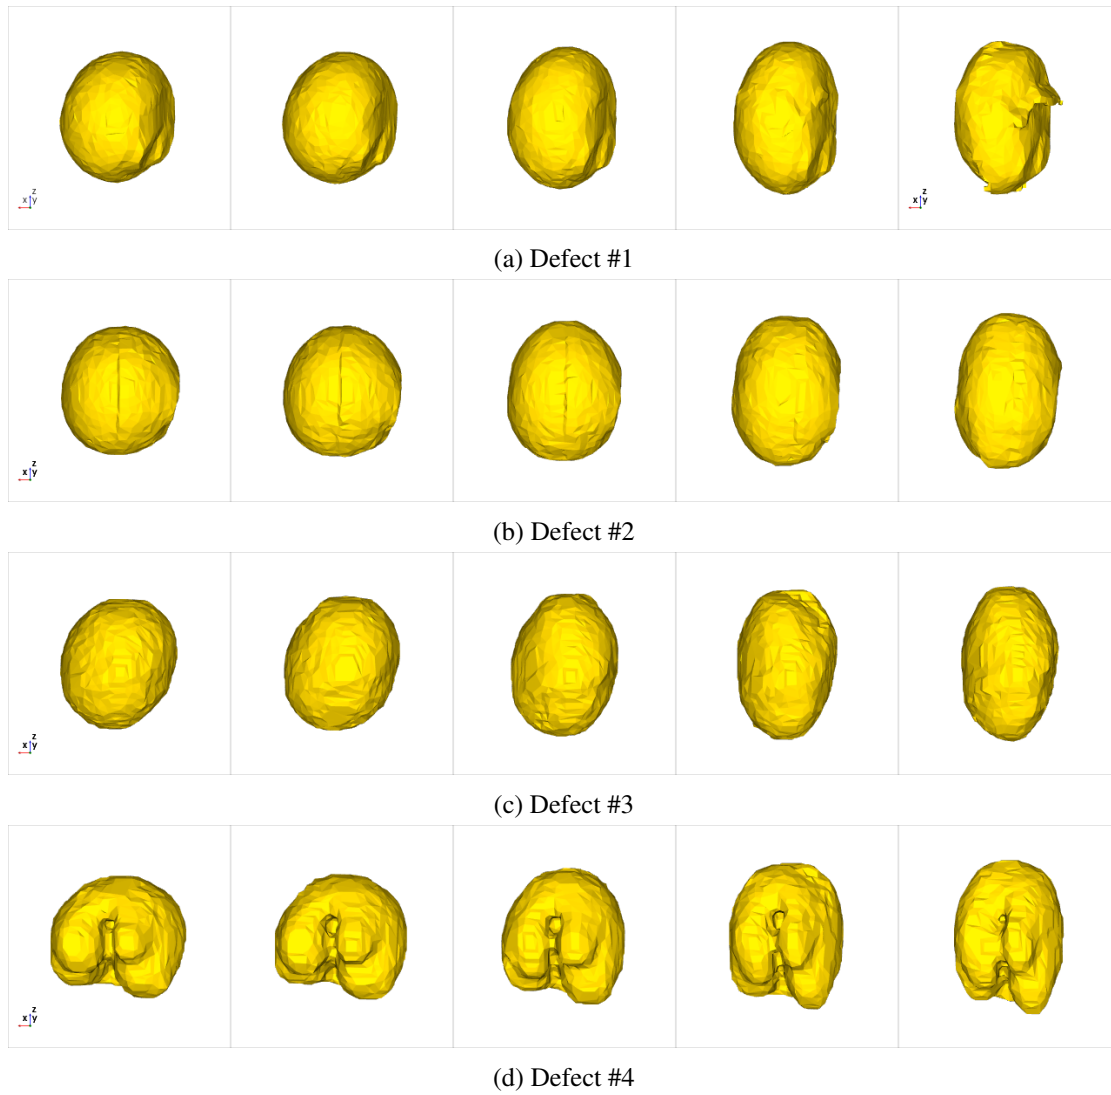 z
x y
z
x y
(a) Defect #1
z
x y
(b) Defect #2
z
x y
(c) Defect #3
z
x y
(d) Defect #4